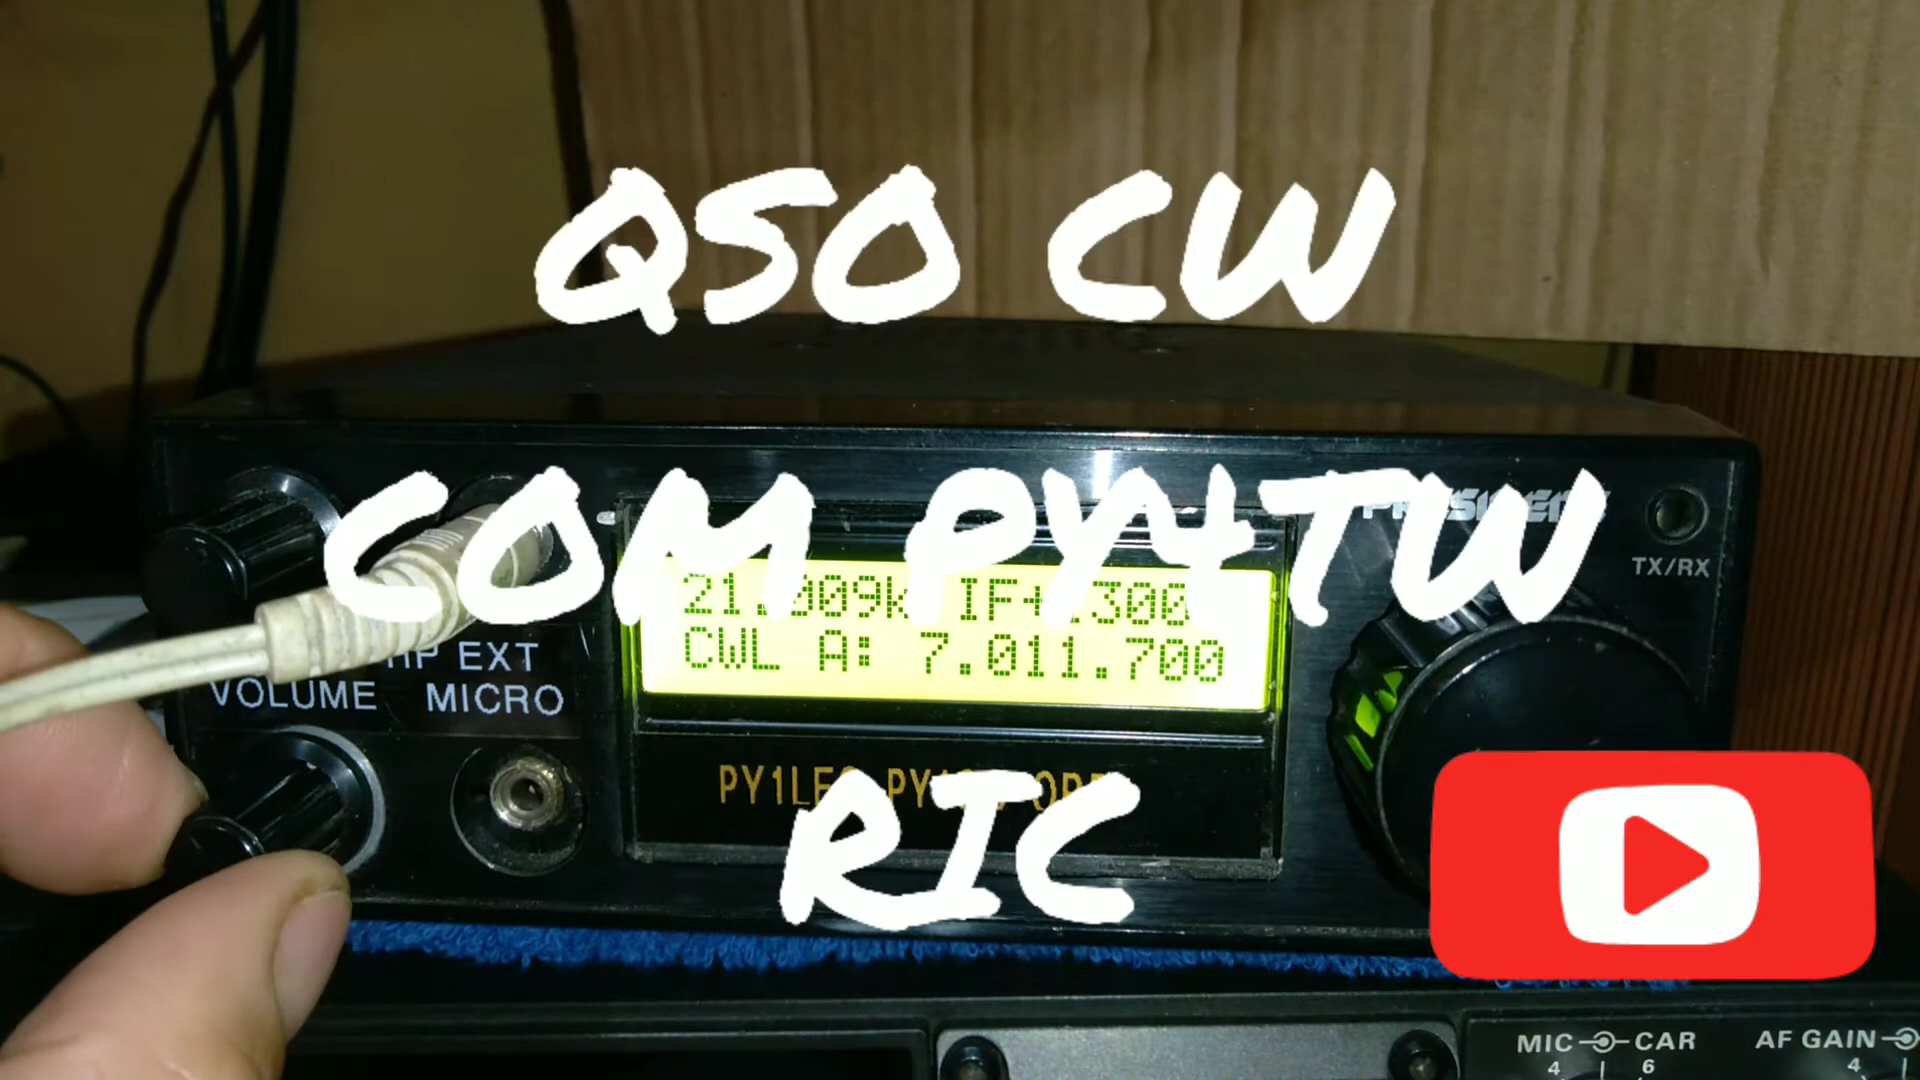 QSO CW
COM PY4TW
RIC
TX/RX
CWL A: 7.011.700
EXT
VOLUME MICRO
MIC CAR AF GAIN
4 6 4